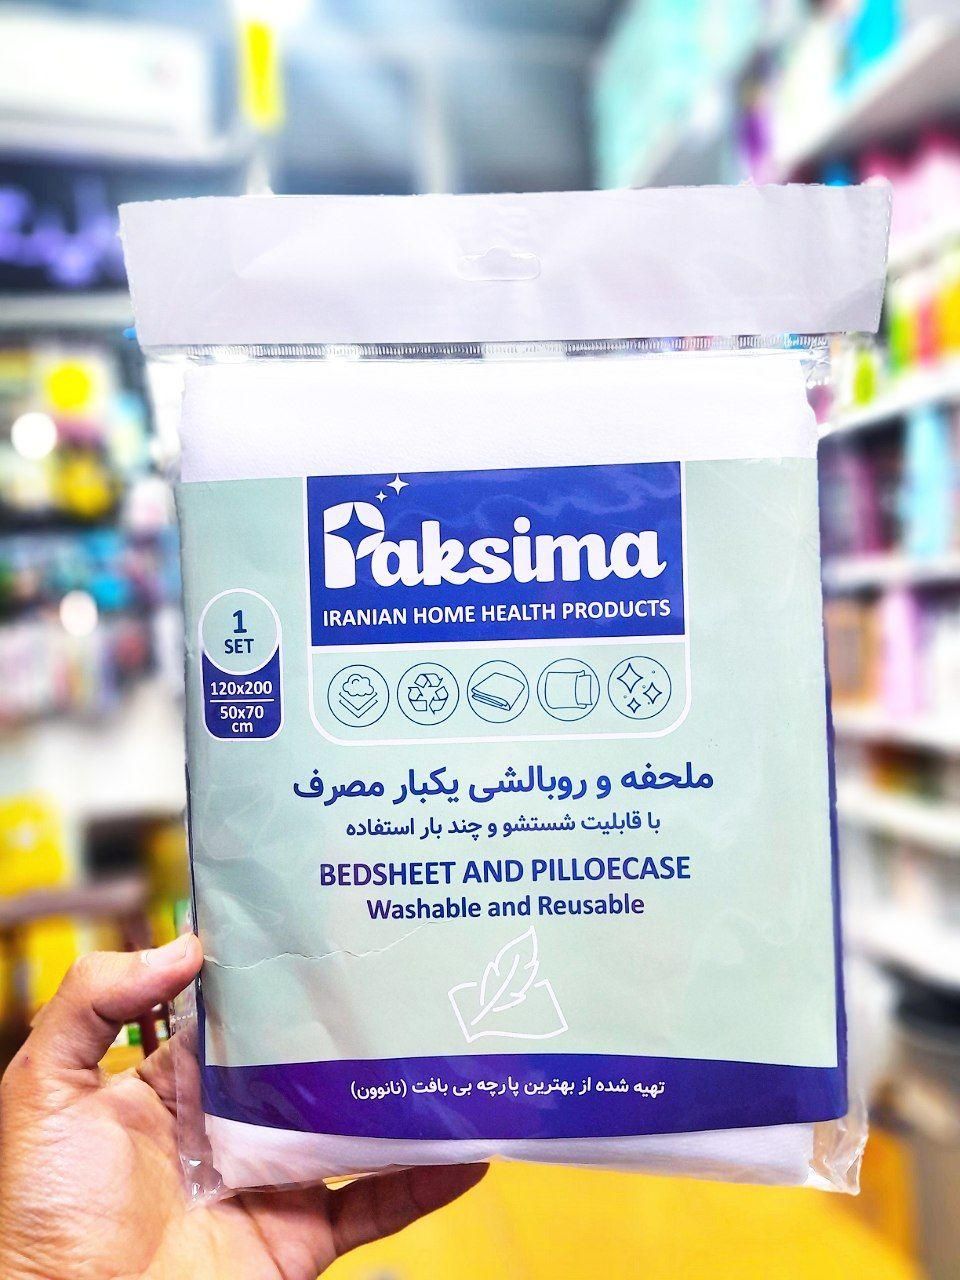 Paksima
IRANIAN HOME HEALTH PRODUCTS
1
SET
120x200
50x70
cm
ملحفه و روبالشی یکبار مصرف
با قابلیت شستشو و چند بار استفاده
BEDSHEET AND PILLOECASE
Washable and Reusable
تهیه شده از بهترین پارچه بی بافت (نانوون)